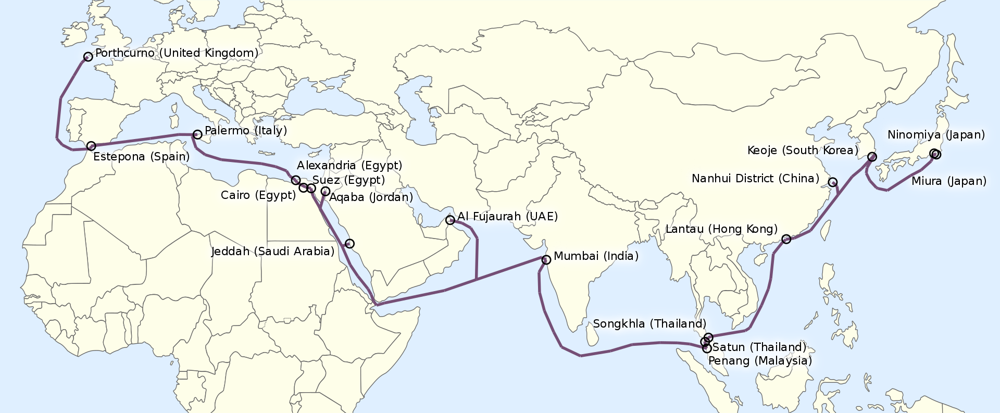 Porthcurno (United Kingdom)
Palermo (Italy)
Ninomiya (Japan)
Keoje (South Korea)
Estepona (Spain)
Alexandria (Egypt)
Suez (Egypt)
Nanhui District (China)
Miura (Japan)
Cairo (Egypt)
Aqaba (Jordan)
Al Fujaurah (UAE)
Lantau (Hong Kong)
Jeddah (Saudi Arabia)
Mumbai (India)
Songkhla (Thailand)
Satun (Thailand)
Penang (Malaysia)